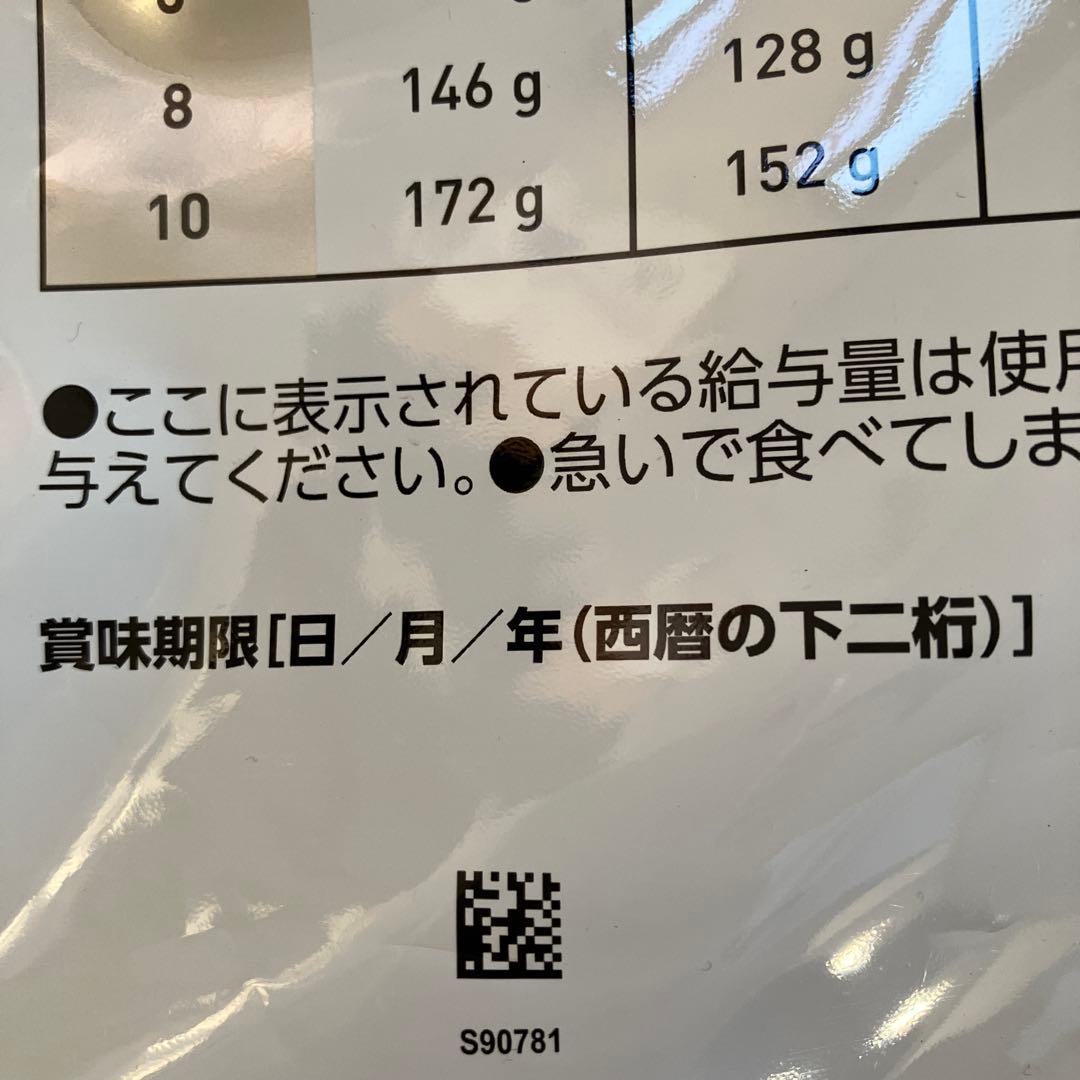 8 146 g 128 g
10 172 g 152 g
●ここに表示されている給与量は使用
与えてください。●急いで食べてしま
賞味期限[日／月／年(西暦の下二桁)]
S90781